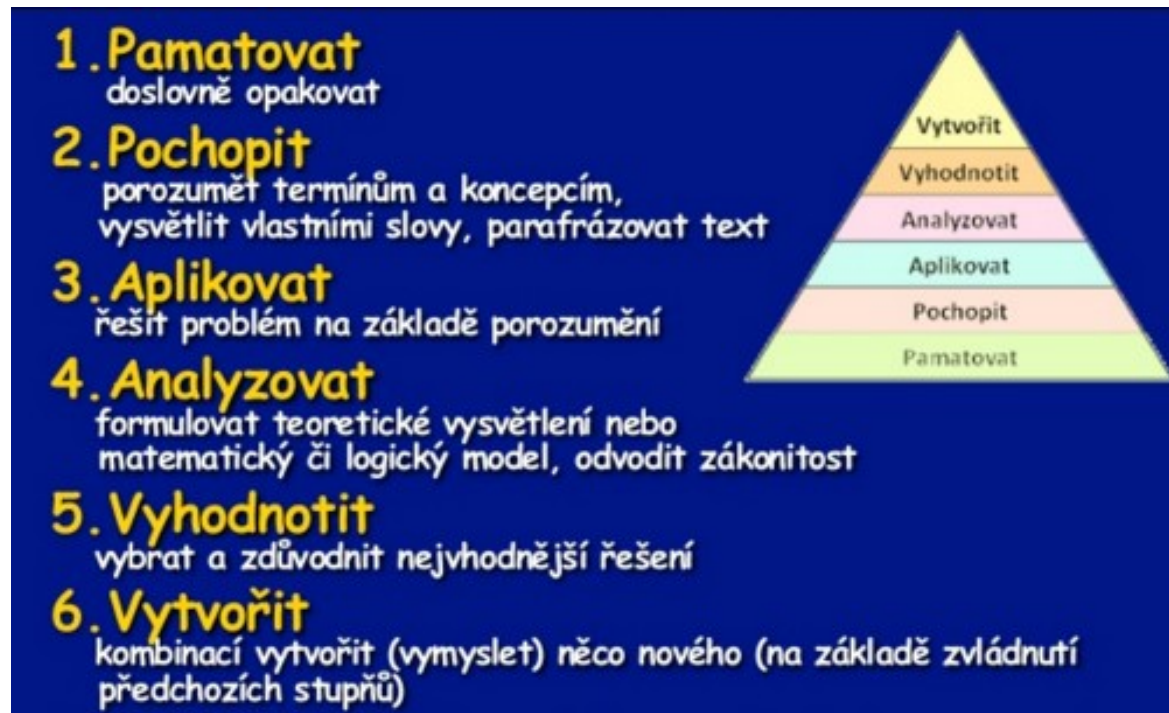 1. Pamatovat
doslovně opakovat
2. Pochopit
porozumět termínům a koncepcím,
vysvětlit vlastními slovy, parafrázovat text
3. Aplikovat
řešit problém na základě porozumění
4. Analyzovat
formulovat teoretické vysvětlení nebo
matematický či logický model, odvodit zákonitost
5. Vyhodnotit
vybrat a zdůvodnit nejvhodnější řešení
6. Vytvořit
kombinací vytvořit (vymyslet) něco nového (na základě zvládnutí
předchozích stupňů)
Vytvořit
Vyhodnotit
Analyzovat
Aplikovat
Pochopit
Pamatovat